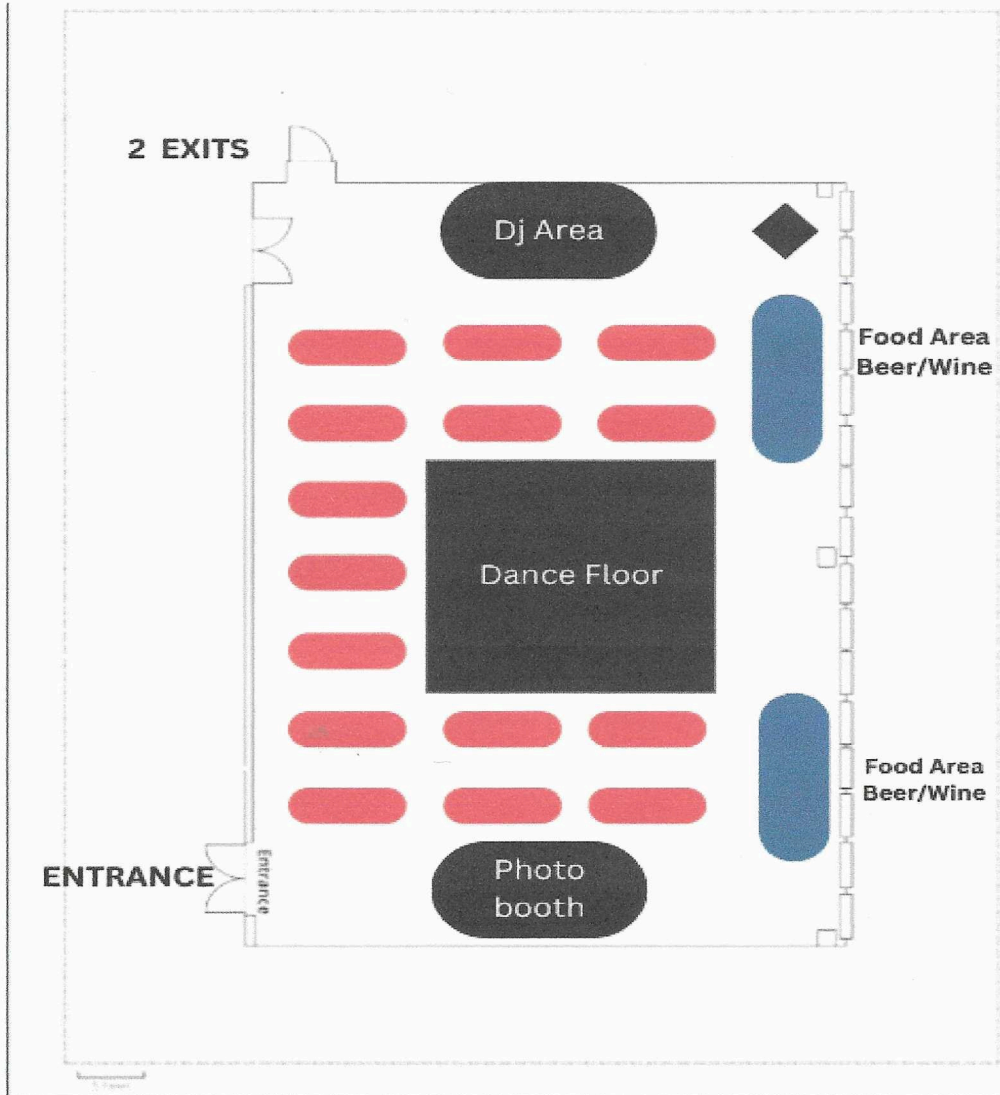 2 EXITS
Dj Area
Food Area
Beer/Wine
Dance Floor
Food Area
Beer/Wine
ENTRANCE
Entrance
Photo
booth